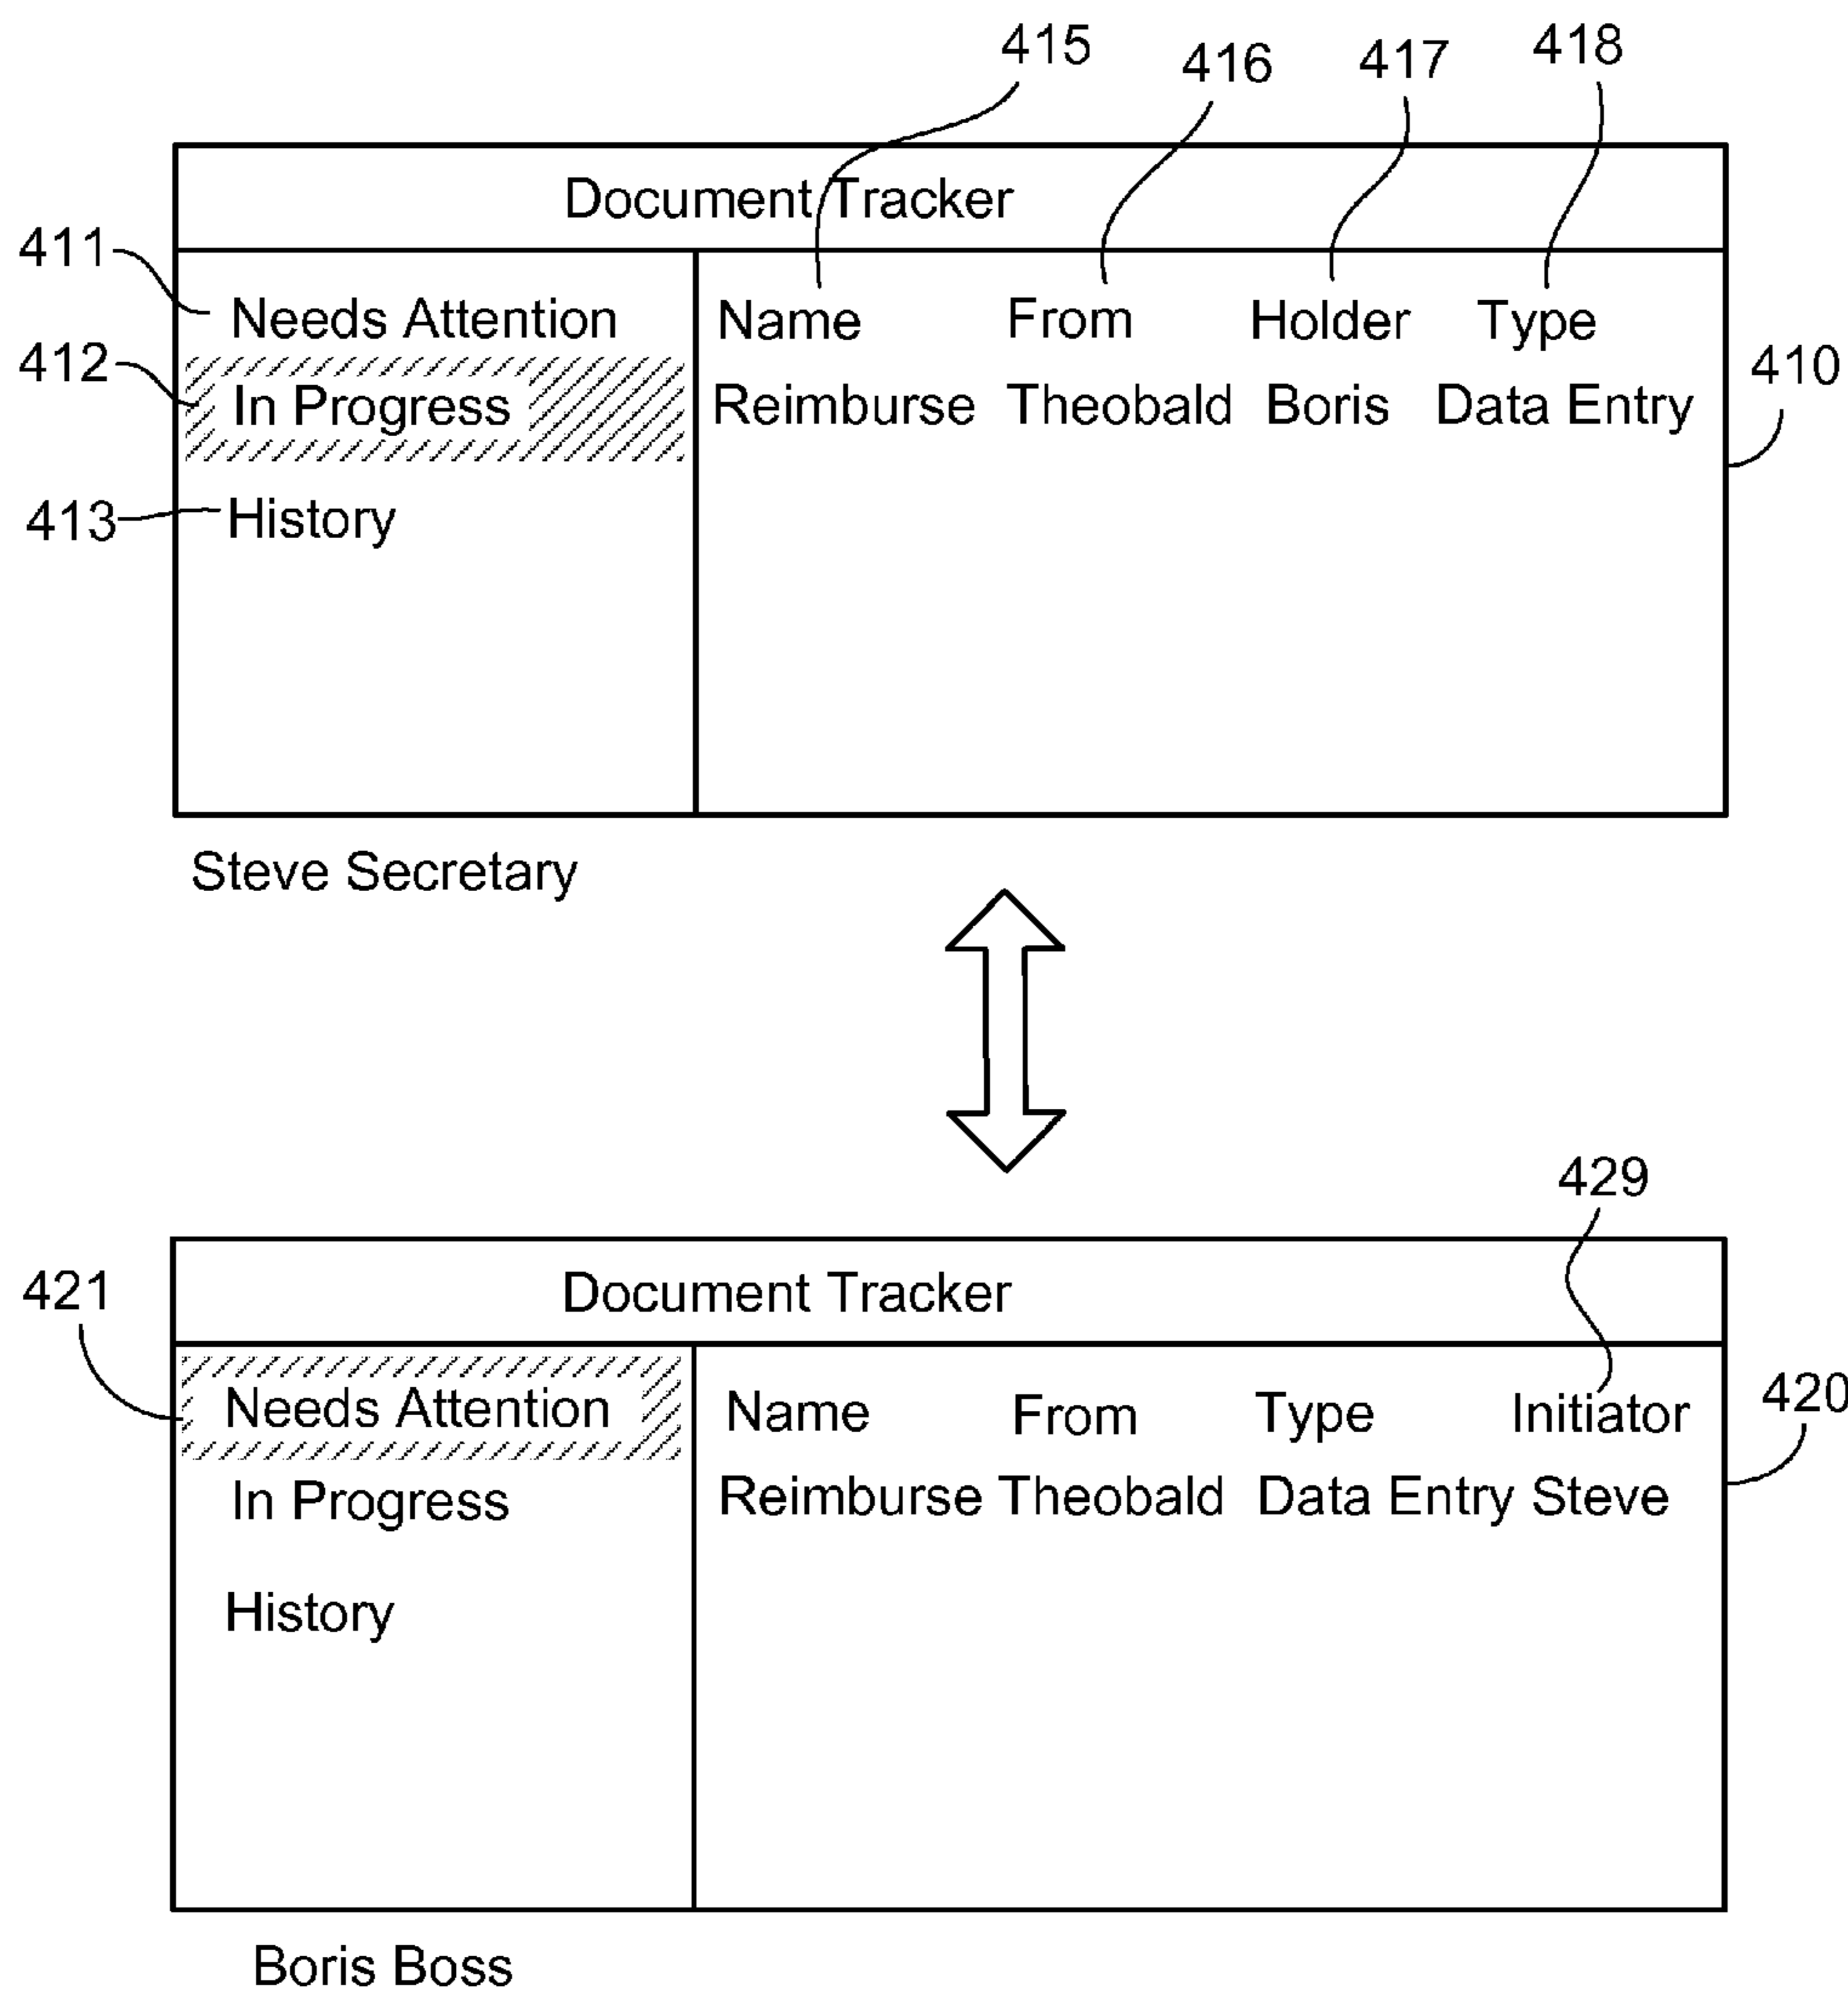 415 416 417 418
Document Tracker
411 Needs Attention Name From Holder Type
412 In Progress Reimburse Theobald Boris Data Entry 410
413 History
Steve Secretary
429
Document Tracker
421 Needs Attention Name From Type Initiator 420
In Progress Reimburse Theobald Data Entry Steve
History
Boris Boss